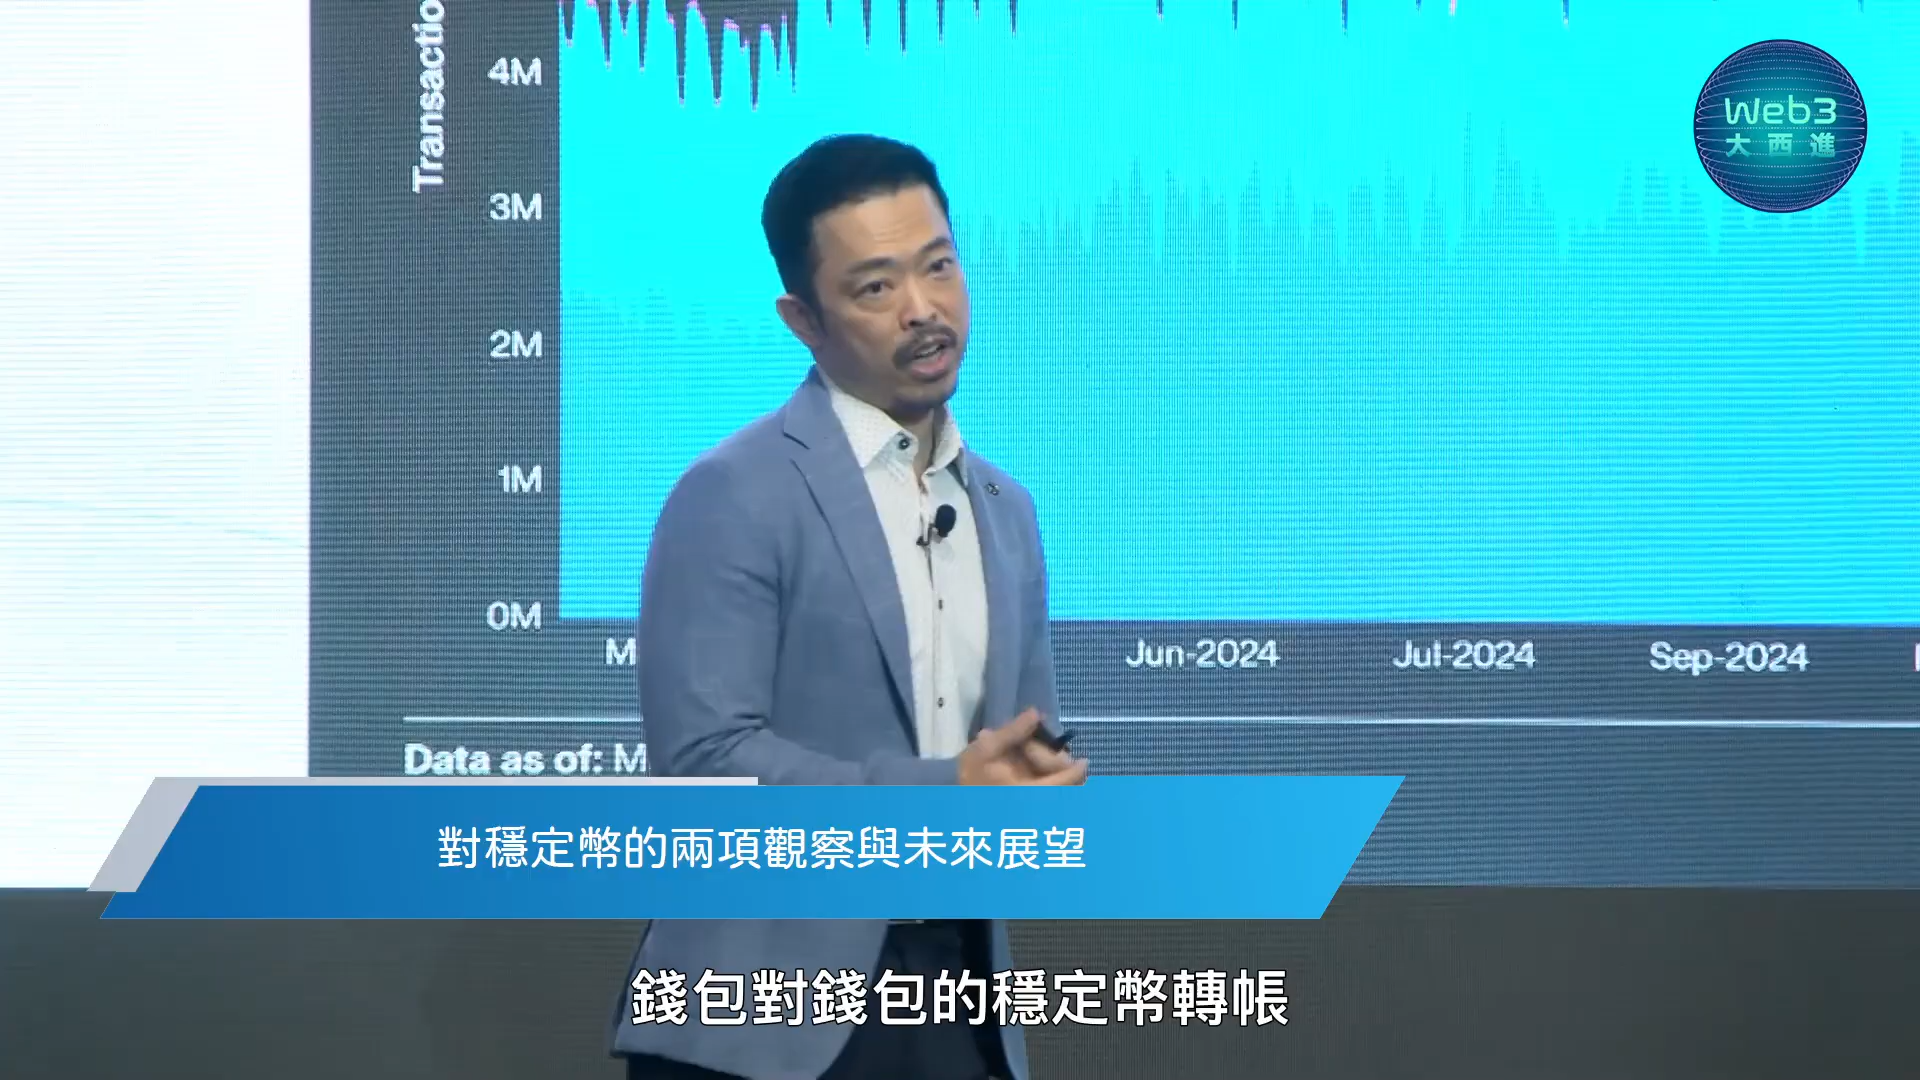 Transactio
4M
3M
2M
1M
0M
Jun-2024
Jul-2024
Sep-2024
Data as of:
Web3
大西進
對穩定幣的兩項觀察與未來展望
錢包對錢包的穩定幣轉帳